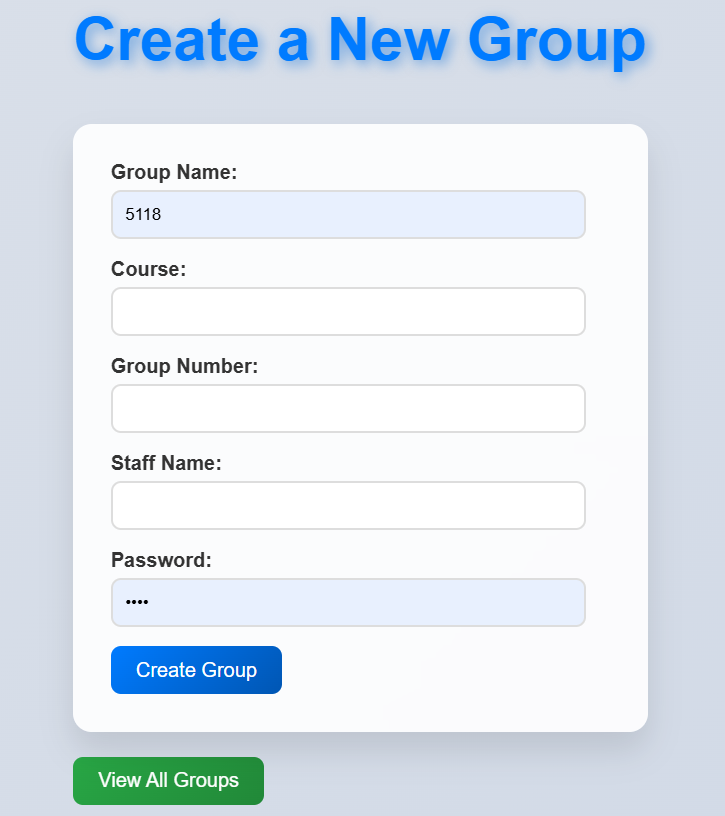 Create a New Group
Group Name:
5118
Course:
Group Number:
Staff Name:
Password:
••••
Create Group
View All Groups